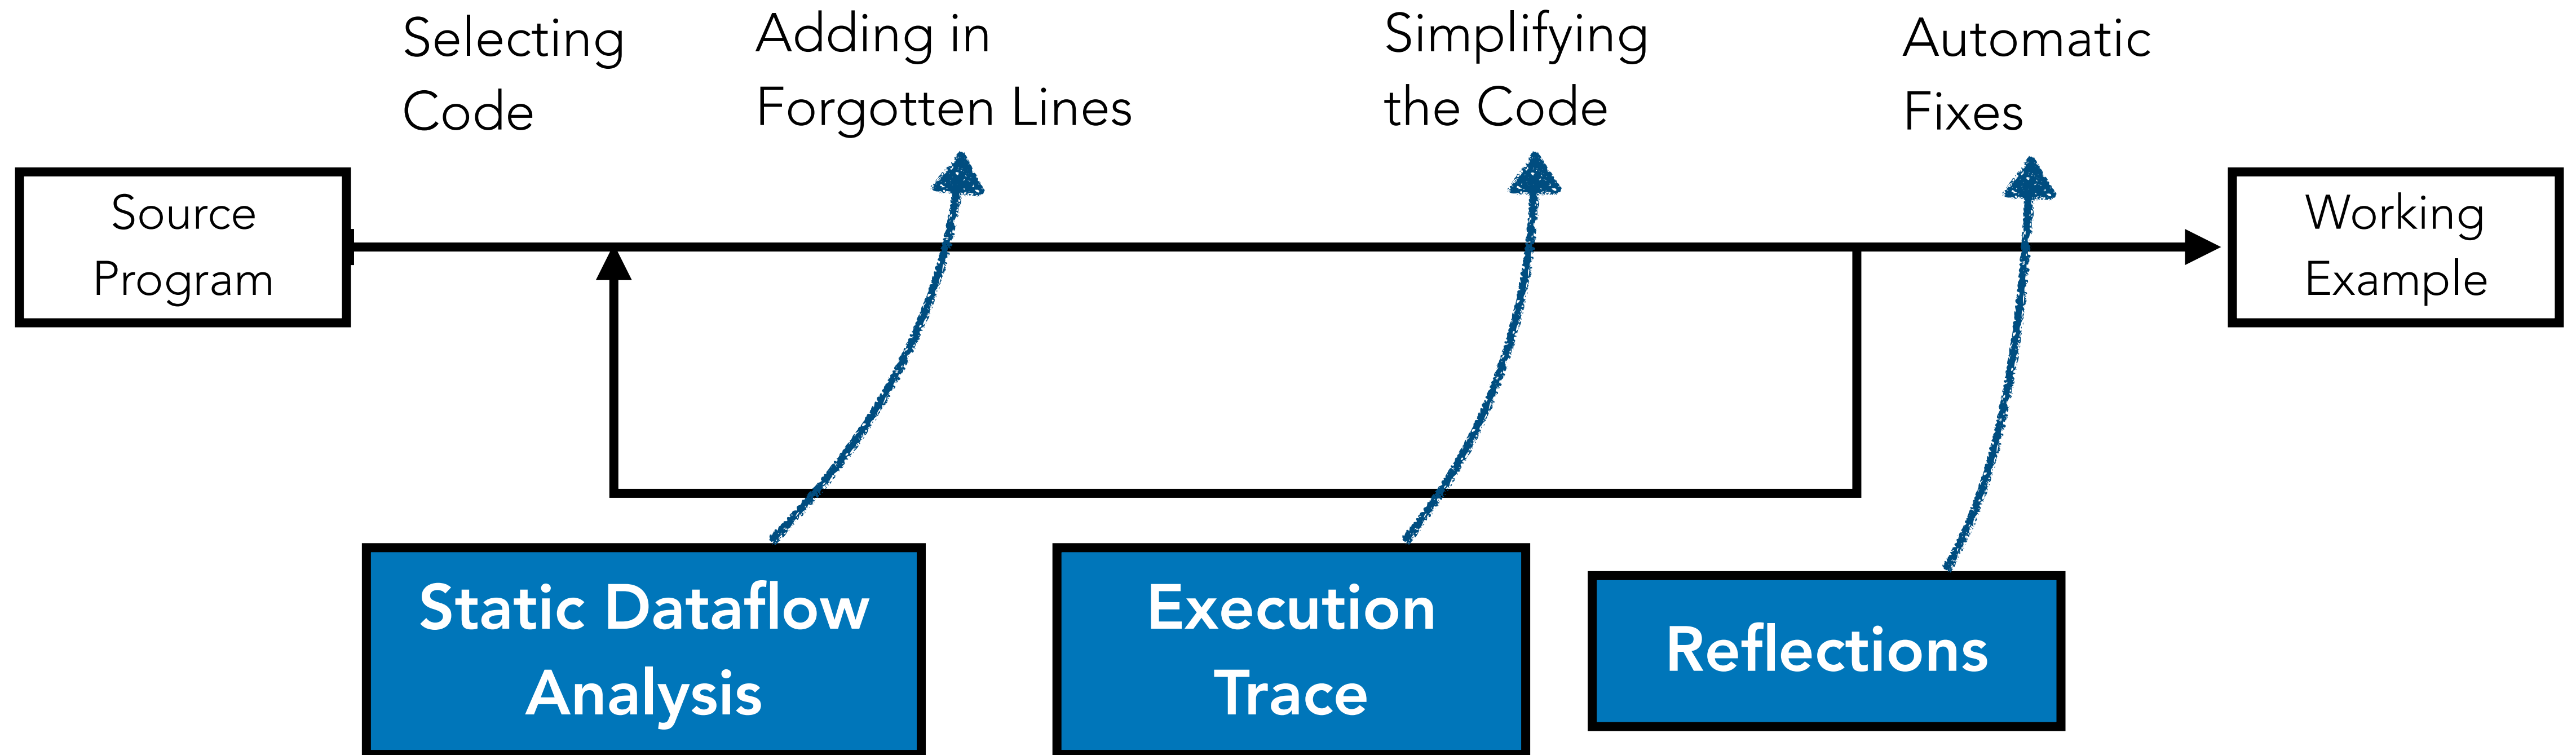 Selecting
Code
Adding in
Forgotten Lines
Simplifying
the Code
Automatic
Fixes
Source
Program
Working
Example
Static Dataflow
Analysis
Execution
Trace
Reflections